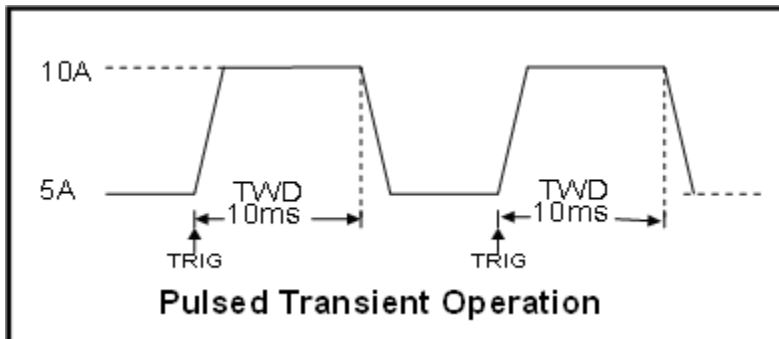 10A
5A
TWD
10ms
TWD
10ms
TRIG
TRIG
Pulsed Transient Operation